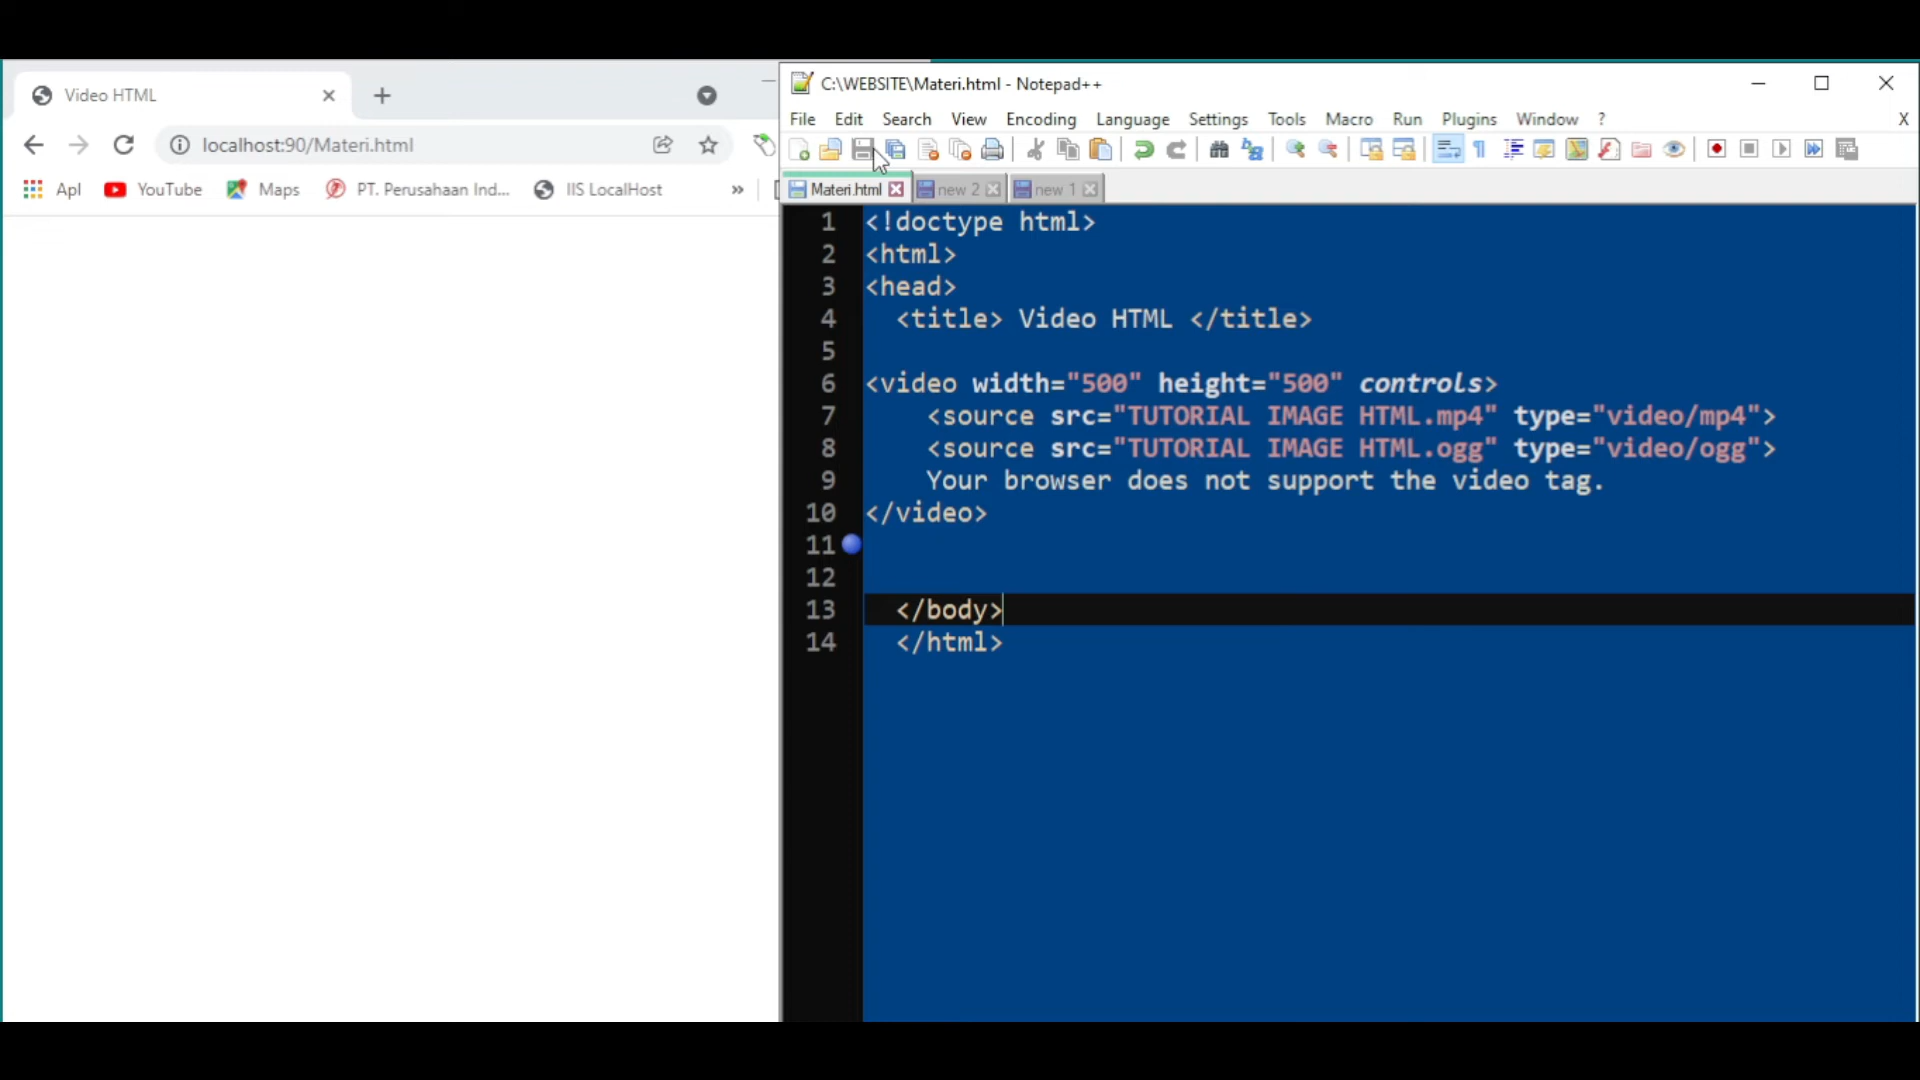 Video HTML
localhost:90/Materi.html
Apl YouTube Maps PT. Perusahaan Ind... IIS LocalHost »
C:\WEBSITE\Materi.html - Notepad++
File Edit Search View Encoding Language Settings Tools Macro Run Plugins Window ? X
Materi.html new 2 new 1
1 <!doctype html>
2 <html>
3 <head>
4 <title> Video HTML </title>
5
6 <video width="500" height="500" controls>
7 <source src="TUTORIAL IMAGE HTML.mp4" type="video/mp4">
8 <source src="TUTORIAL IMAGE HTML.ogg" type="video/ogg">
9 Your browser does not support the video tag.
10 </video>
11
12
13 </body>
14 </html>